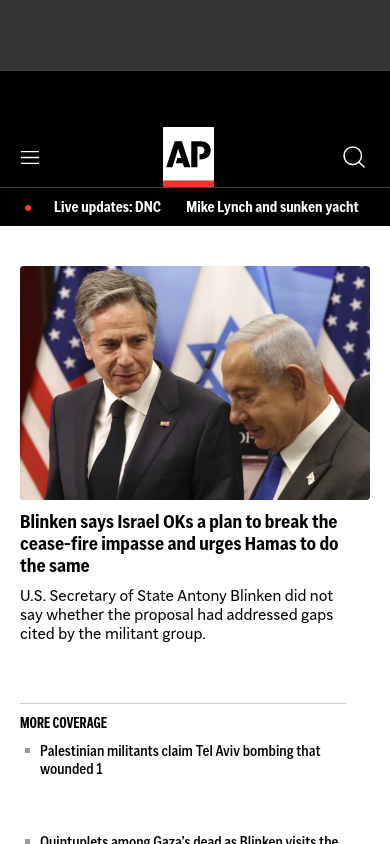 AP
Live updates: DNC Mike Lynch and sunken yacht
Blinken says Israel OKs a plan to break the
cease-fire impasse and urges Hamas to do
the same
U.S. Secretary of State Antony Blinken did not
say whether the proposal had addressed gaps
cited by the militant group.
MORE COVERAGE
Palestinian militants claim Tel Aviv bombing that
wounded 1
Quintuplets among Gaza's dead as Blinken visits the